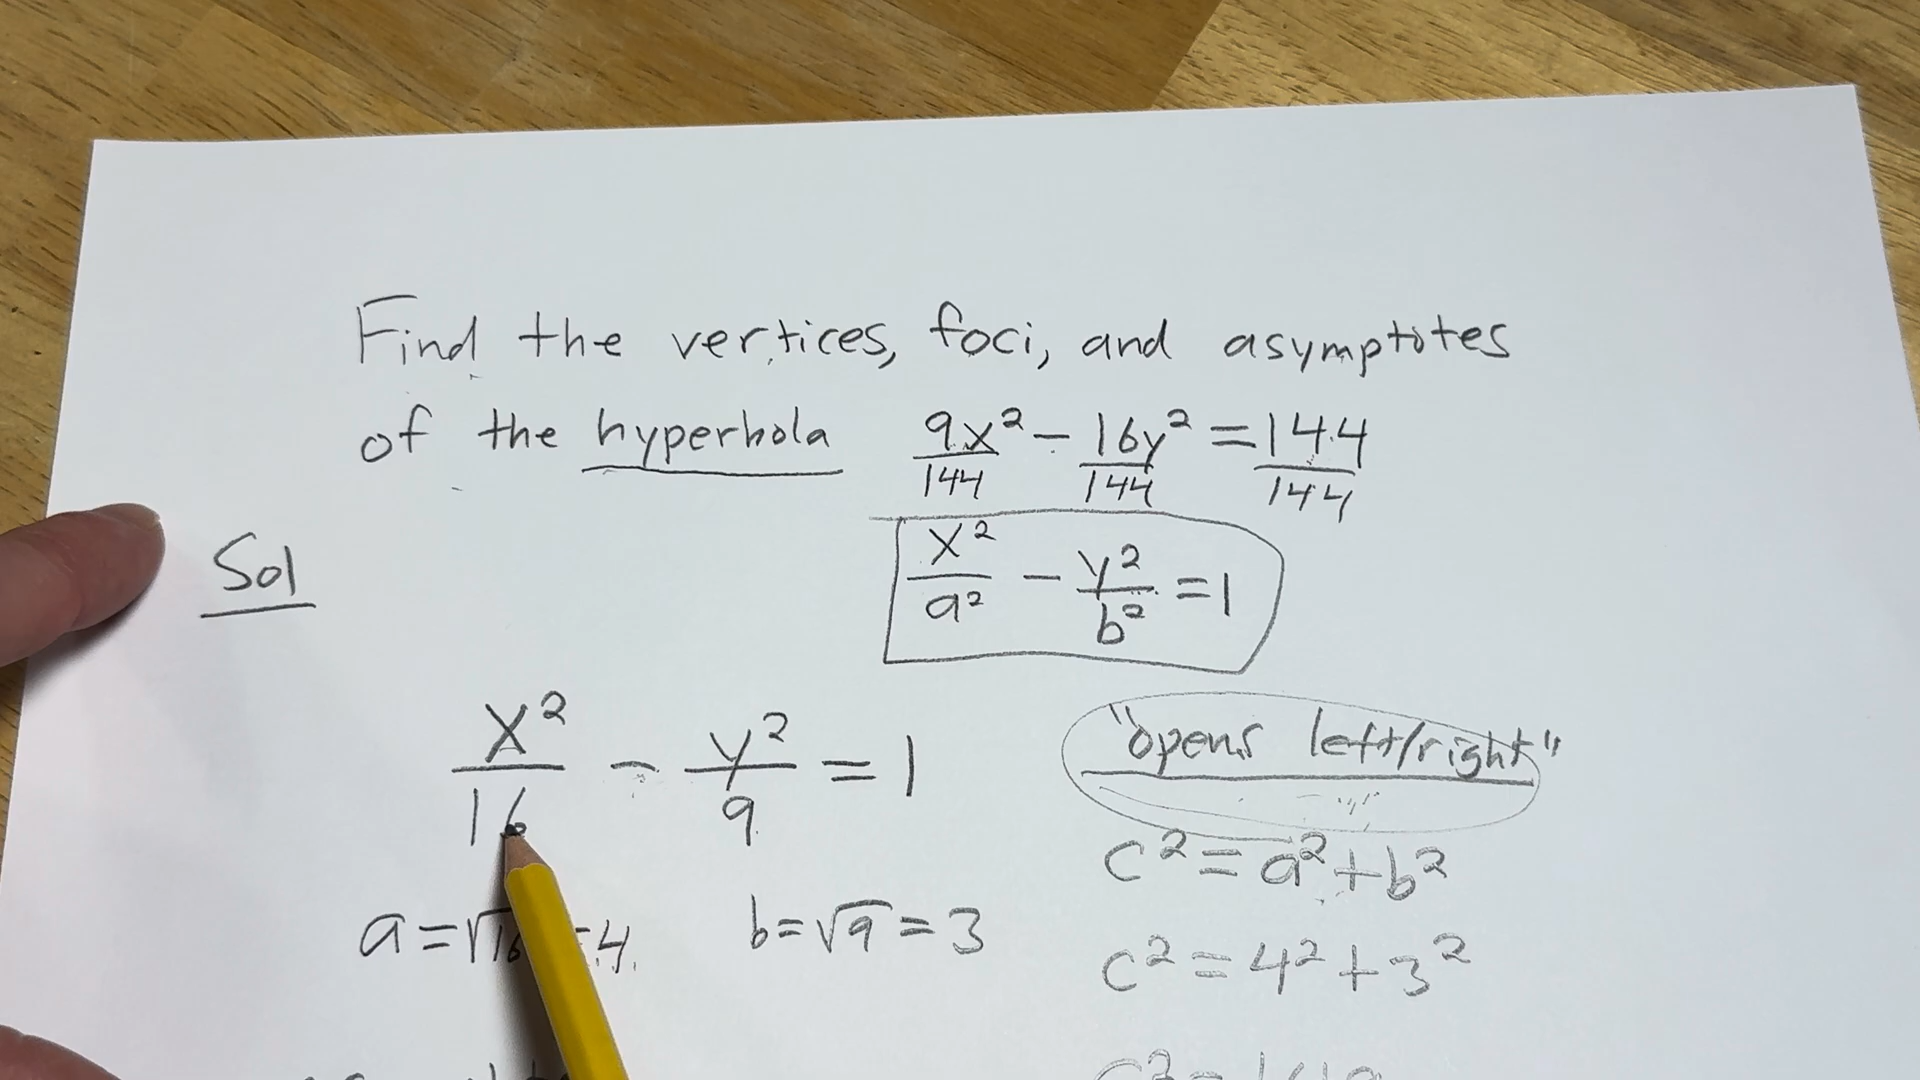 Find the vertices, foci, and asymptotes
of the hyperbola 9x²/144 - 16y²/144 = 144/144
x²/a² - y²/b² = 1
Sol
x²/16 - y²/9 = 1
"opens left/right"
a=√16=4 b=√9=3
c²=a²+b²
c²=4²+3²